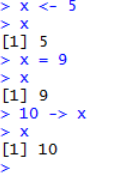 > x <- 5
> x
[1] 5
> x = 9
> x
[1] 9
> 10 -> x
> x
[1] 10
>